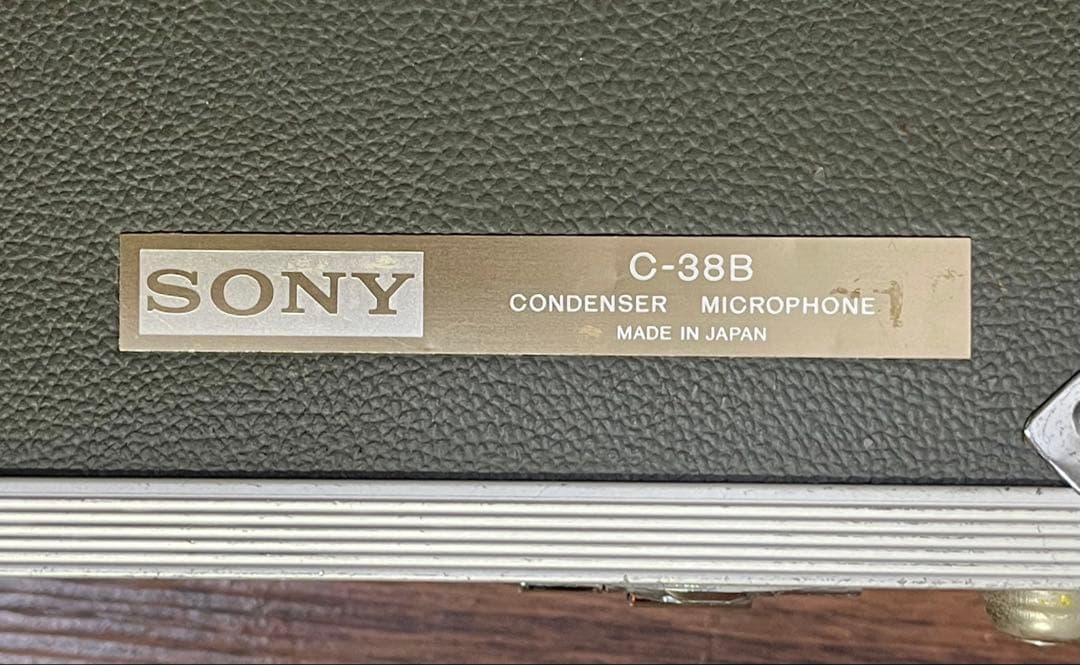 SONY
C-38B
CONDENSER MICROPHONE
MADE IN JAPAN